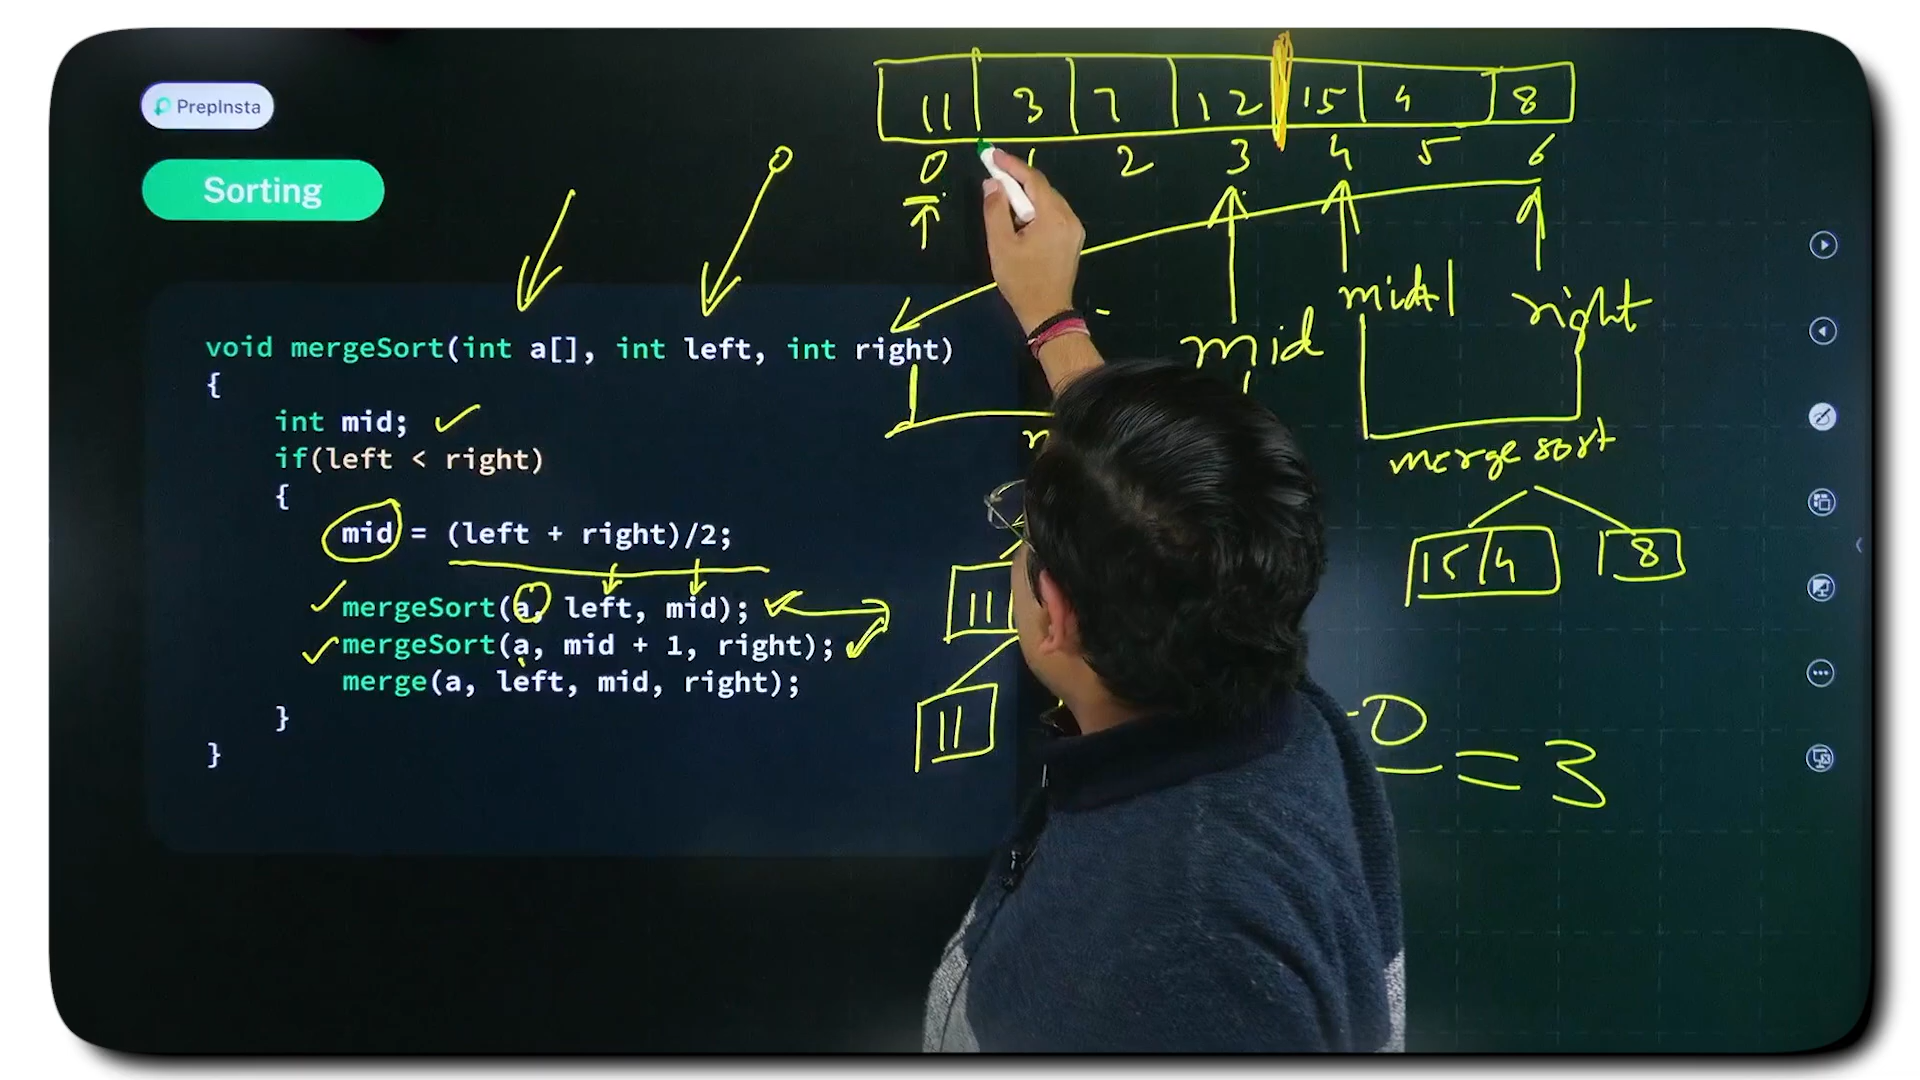 PrepInsta
Sorting
11 3 7 12 15 4 8
0 1 2 3 4 5 6
mid+1 right
mid
void mergeSort(int a[], int left, int right)
{
int mid;
if(left < right)
{
mid = (left + right)/2;
mergeSort(a, left, mid);
mergeSort(a, mid + 1, right);
merge(a, left, mid, right);
}
}
merge sort
15 4 8
11
11
0 = 3